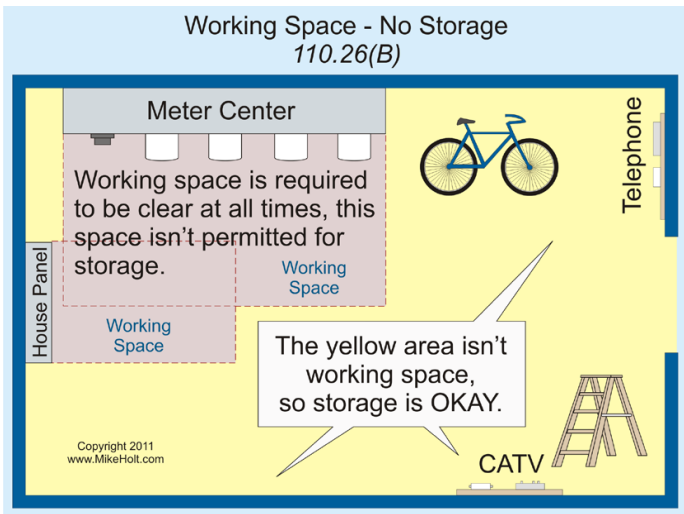 Working Space - No Storage
110.26(B)
Meter Center
Telephone
Working space is required
to be clear at all times, this
space isn't permitted for
storage.
Working
Space
House Panel
Working
Space
The yellow area isn't
working space,
so storage is OKAY.
Copyright 2011
www.MikeHolt.com
CATV